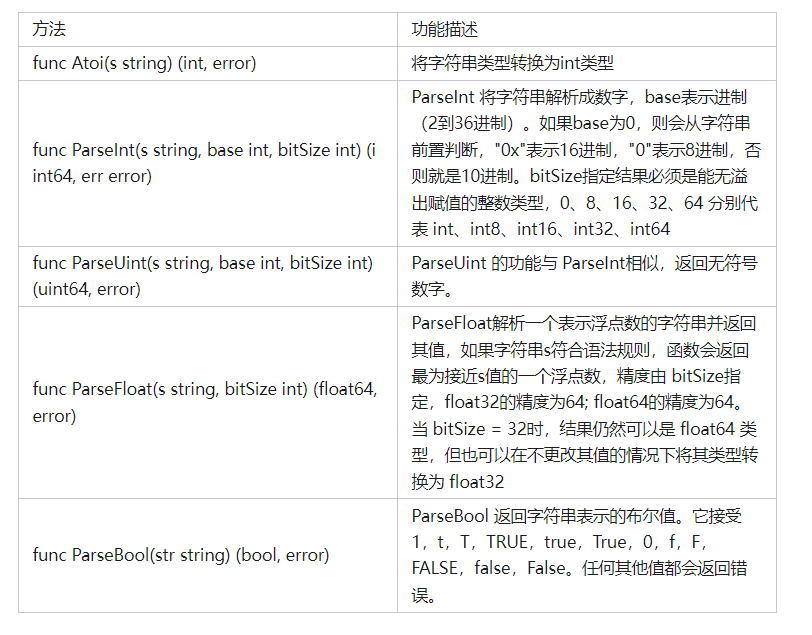 方法
功能描述
func Atoi(s string) (int, error)
将字符串类型转换为int类型
func ParseInt(s string, base int, bitSize int) (i
int64, err error)
ParseInt 将字符串解析成数字，base表示进制
（2到36进制）。如果base为0，则会从字符串
前置判断，"0x"表示16进制，"0"表示8进制，否
则就是10进制。bitSize指定结果必须是能无溢
出赋值的整数类型，0、8、16、32、64 分别代
表 int、int8、int16、int32、int64
func ParseUint(s string, base int, bitSize int)
(uint64, error)
ParseUint 的功能与 ParseInt相似，返回无符号
数字。
func ParseFloat(s string, bitSize int) (float64,
error)
ParseFloat解析一个表示浮点数的字符串并返回
其值，如果字符串s符合语法规则，函数会返回
最为接近s值的一个浮点数，精度由 bitSize指
定，float32的精度为64; float64的精度为64。
当 bitSize = 32时，结果仍然可以是 float64 类
型，但也可以在不更改其值的情况下将其类型转
换为 float32
func ParseBool(str string) (bool, error)
ParseBool 返回字符串表示的布尔值。它接受
1，t，T，TRUE，true，True，0，f，F，
FALSE，false，False。任何其他值都会返回错
误。